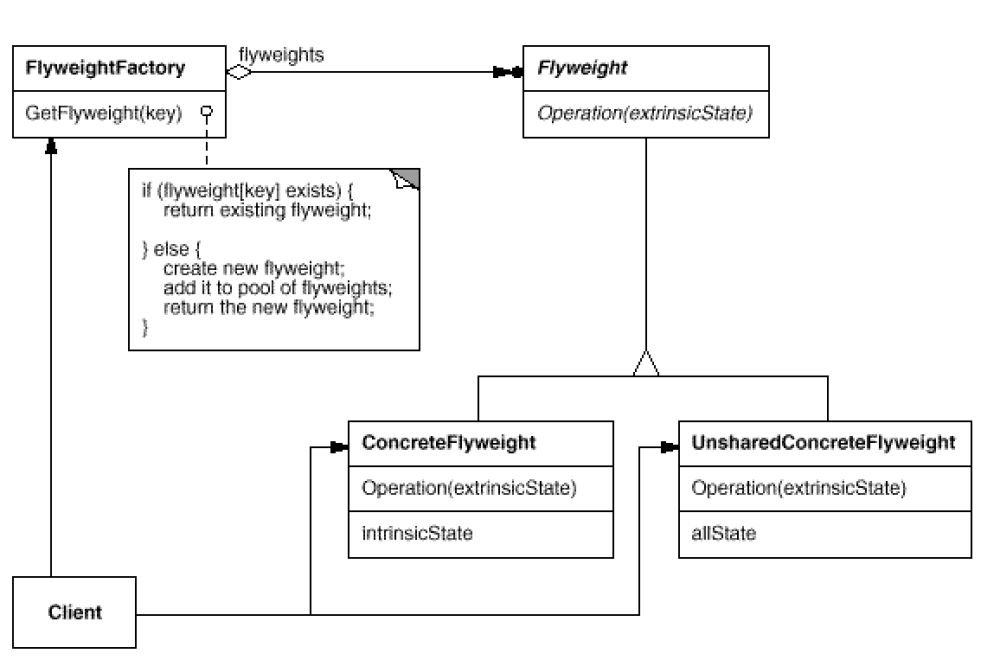 flyweights
FlyweightFactory
GetFlyweight(key)
Flyweight
Operation(extrinsicState)
if (flyweight[key] exists) {
return existing flyweight;
} else {
create new flyweight;
add it to pool of flyweights;
return the new flyweight;
}
ConcreteFlyweight
Operation(extrinsicState)
intrinsicState
UnsharedConcreteFlyweight
Operation(extrinsicState)
allState
Client